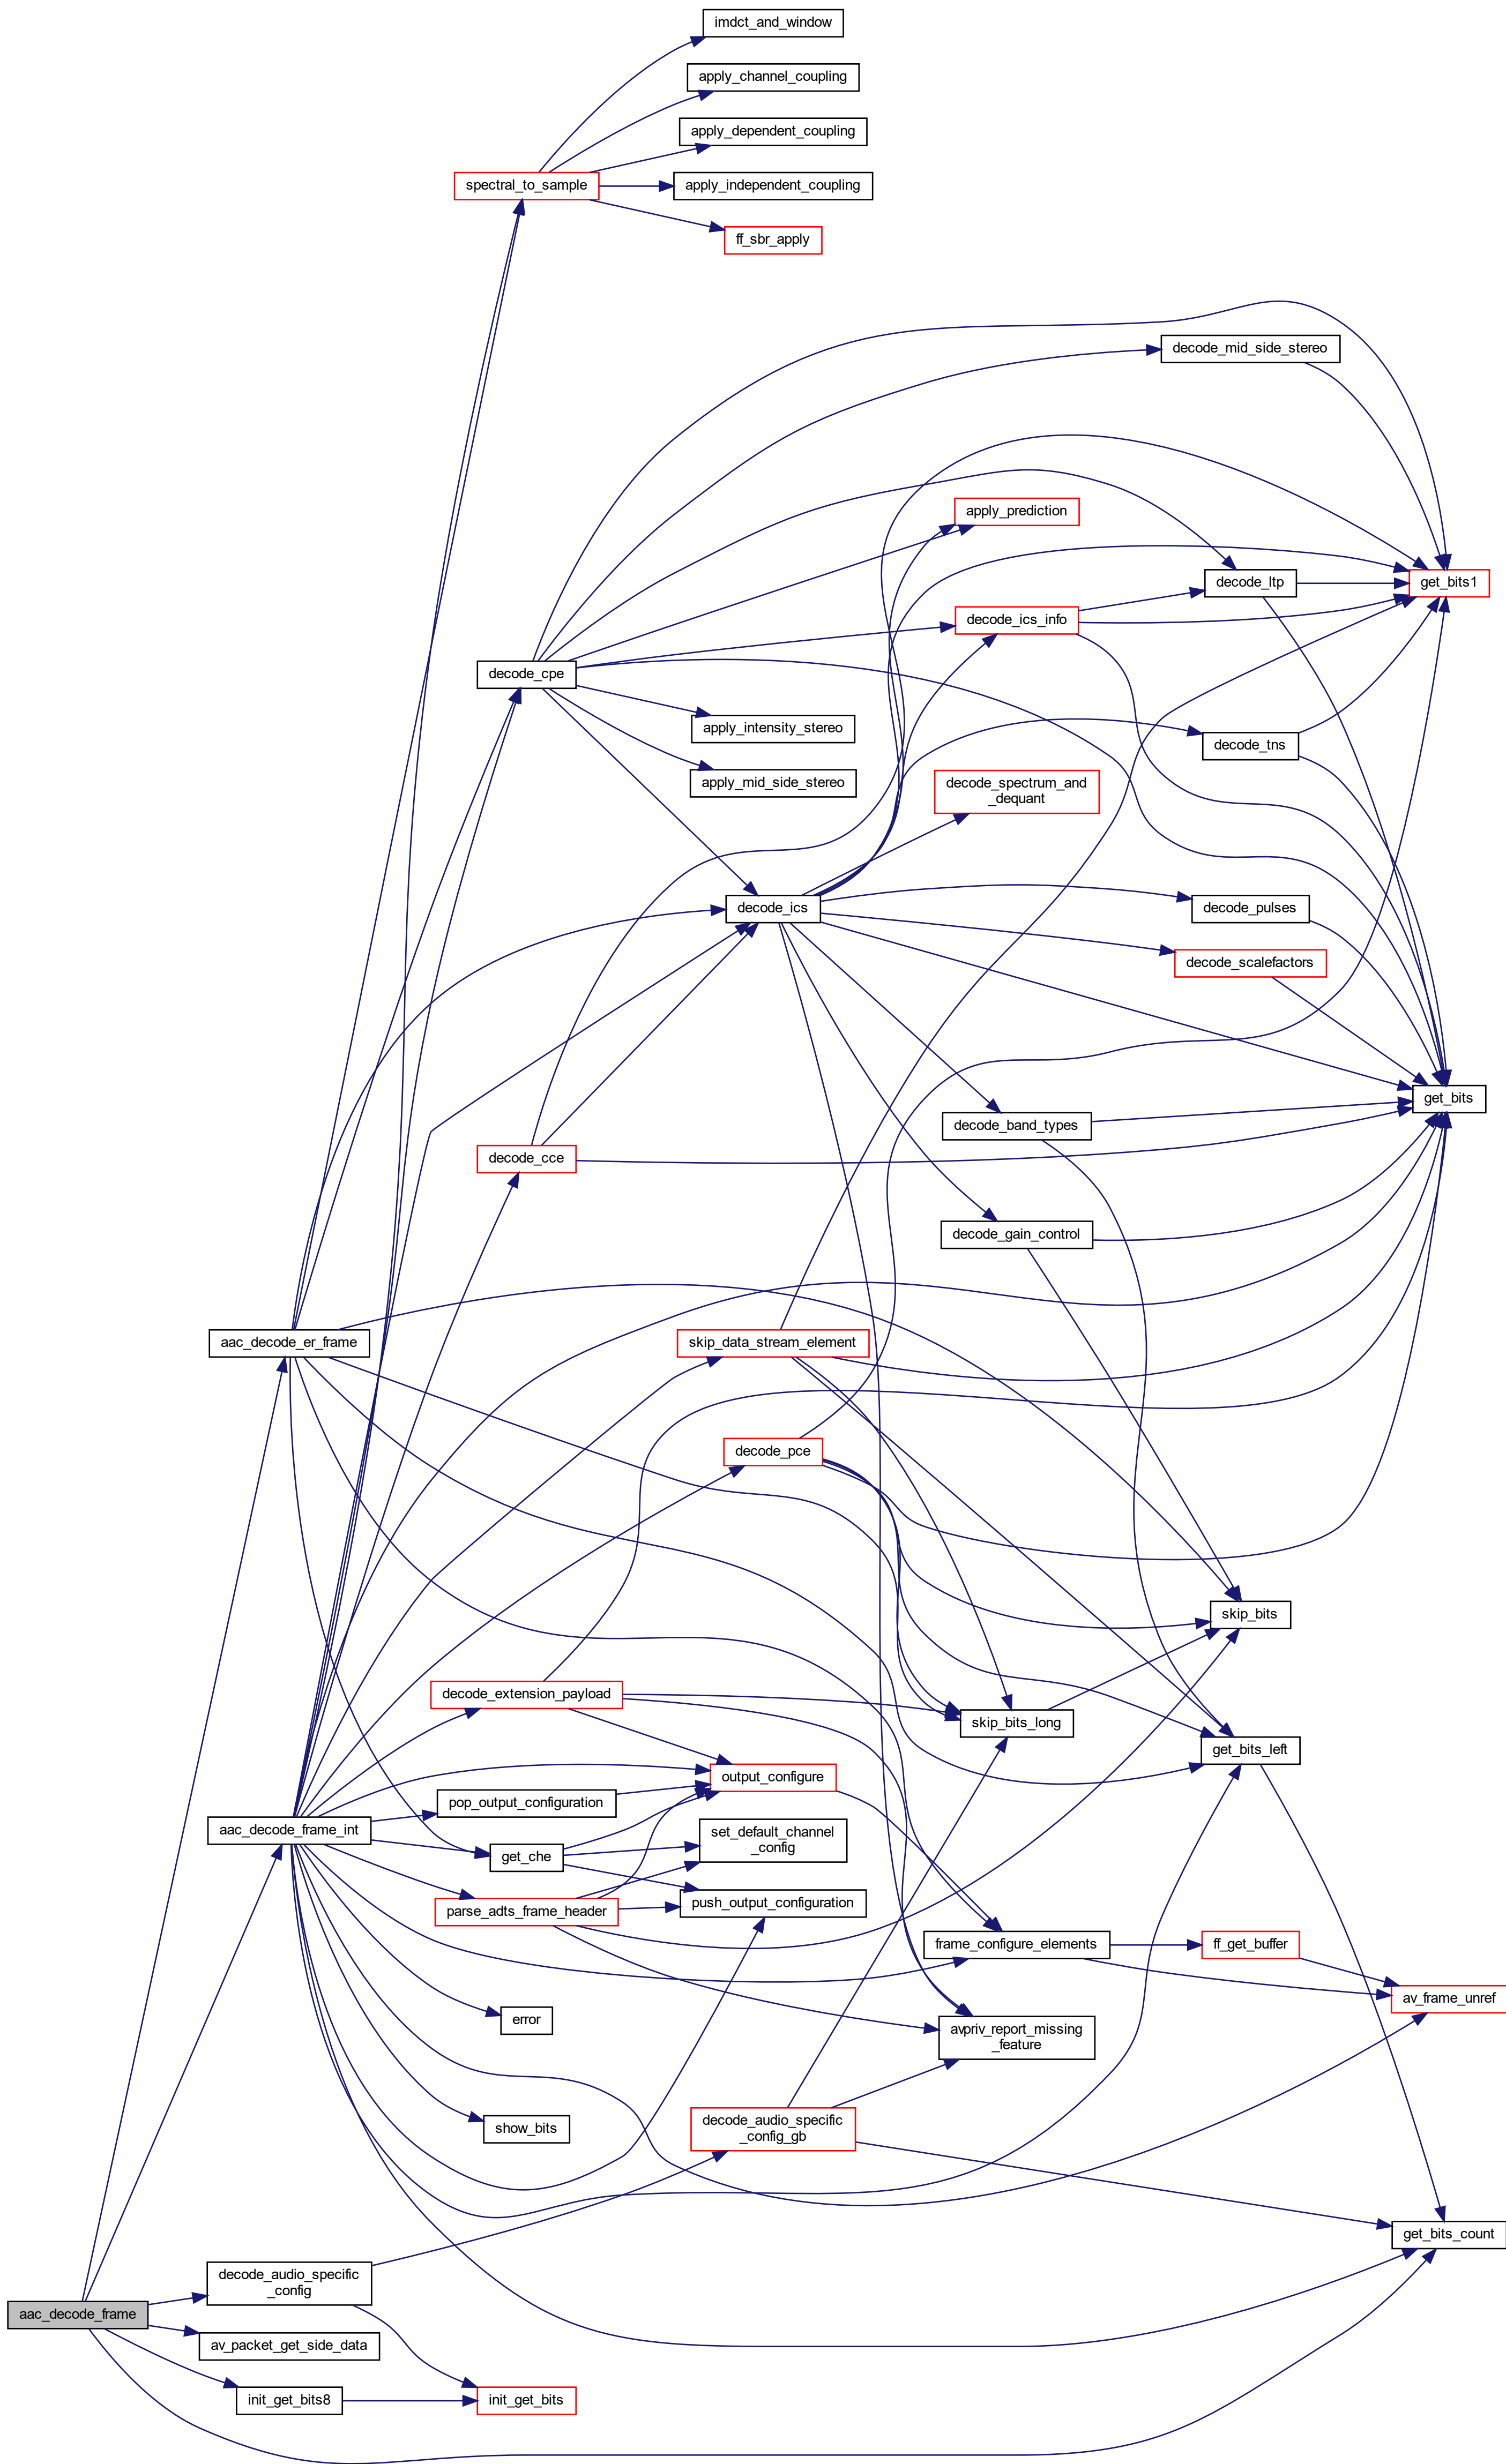 imdct_and_window
apply_channel_coupling
apply_dependent_coupling
spectral_to_sample
apply_independent_coupling
ff_sbr_apply
decode_mid_side_stereo
apply_prediction
decode_ltp
get_bits1
decode_ics_info
decode_cpe
apply_intensity_stereo
decode_tns
apply_mid_side_stereo
decode_spectrum_and
_dequant
decode_ics
decode_pulses
decode_scalefactors
get_bits
decode_band_types
decode_cce
decode_gain_control
aac_decode_er_frame
skip_data_stream_element
decode_pce
skip_bits
decode_extension_payload
skip_bits_long
get_bits_left
output_configure
pop_output_configuration
aac_decode_frame_int
set_default_channel
_config
get_che
push_output_configuration
parse_adts_frame_header
frame_configure_elements
ff_get_buffer
av_frame_unref
error
avpriv_report_missing
_feature
show_bits
decode_audio_specific
_config_gb
get_bits_count
decode_audio_specific
_config
aac_decode_frame
av_packet_get_side_data
init_get_bits8
init_get_bits